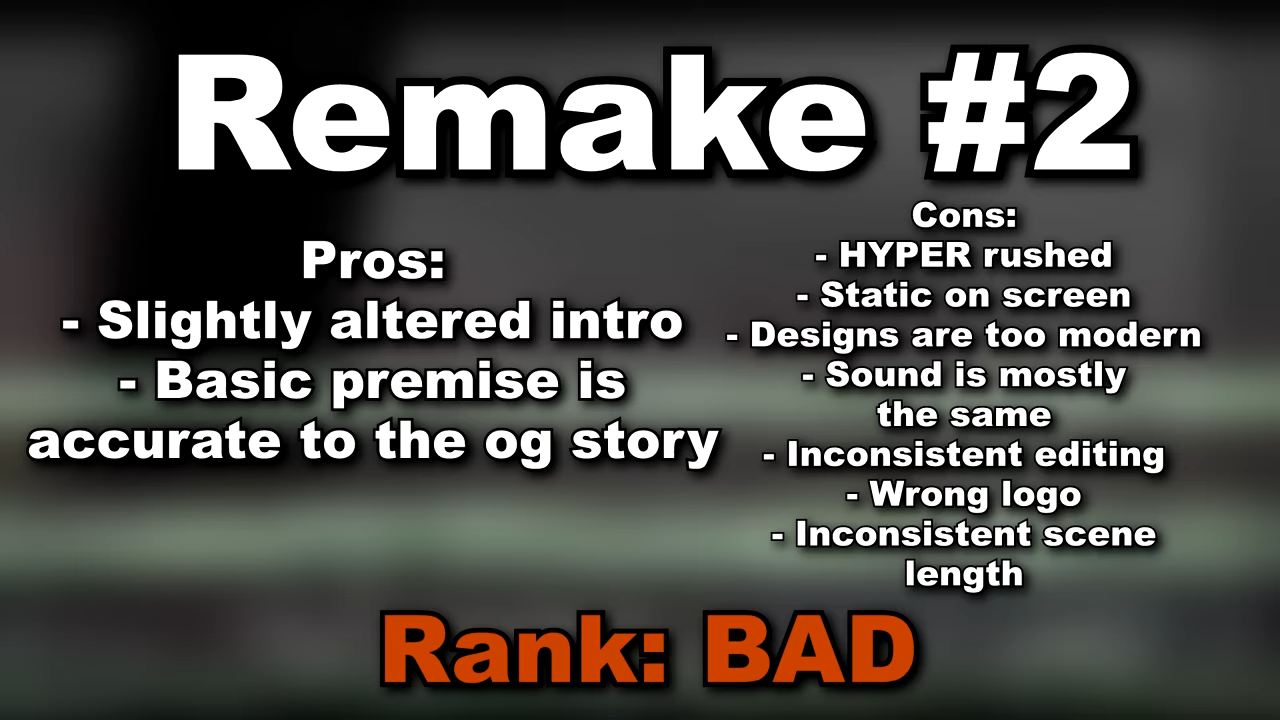 Remake #2
Pros:
- Slightly altered intro
- Basic premise is
accurate to the og story
Cons:
- HYPER rushed
- Static on screen
- Designs are too modern
- Sound is mostly
the same
- Inconsistent editing
- Wrong logo
- Inconsistent scene
length
Rank: BAD